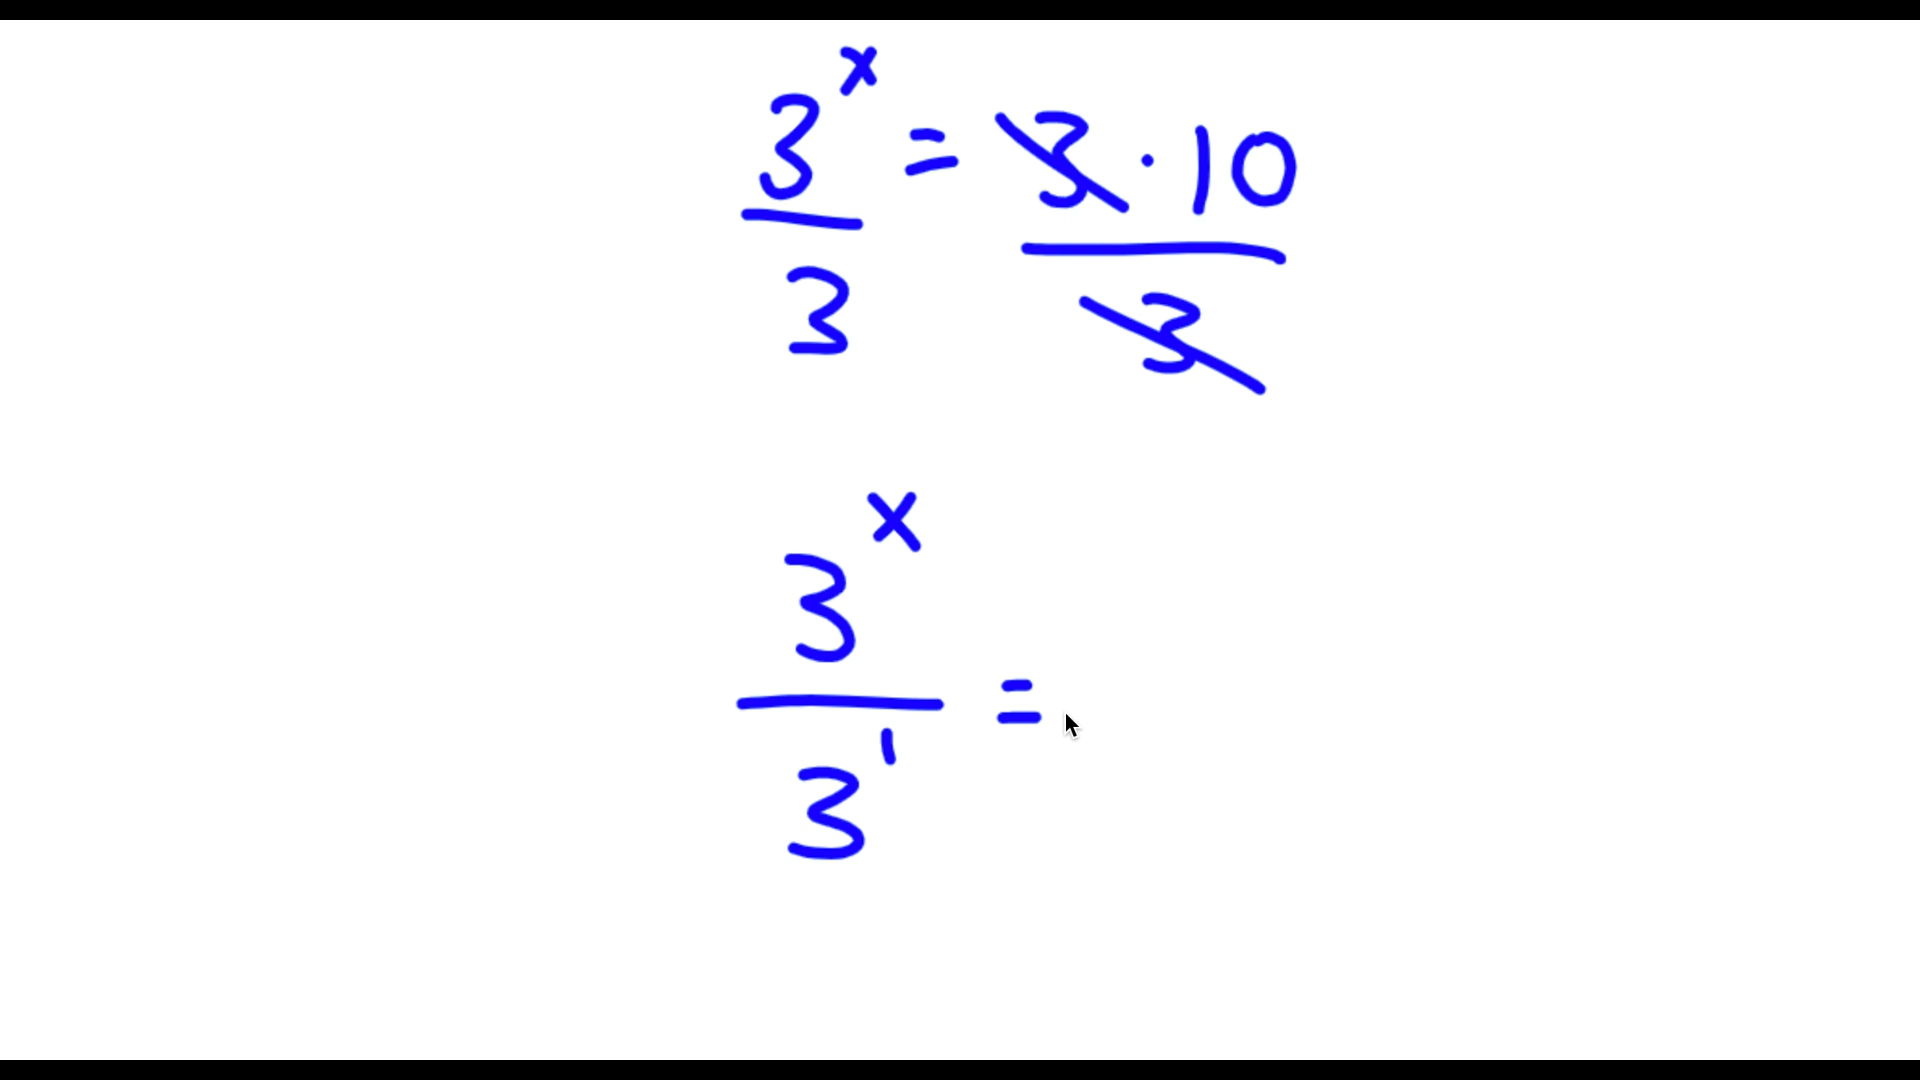 3^x/3 = 3 · 10/3
3^x/3^1 =